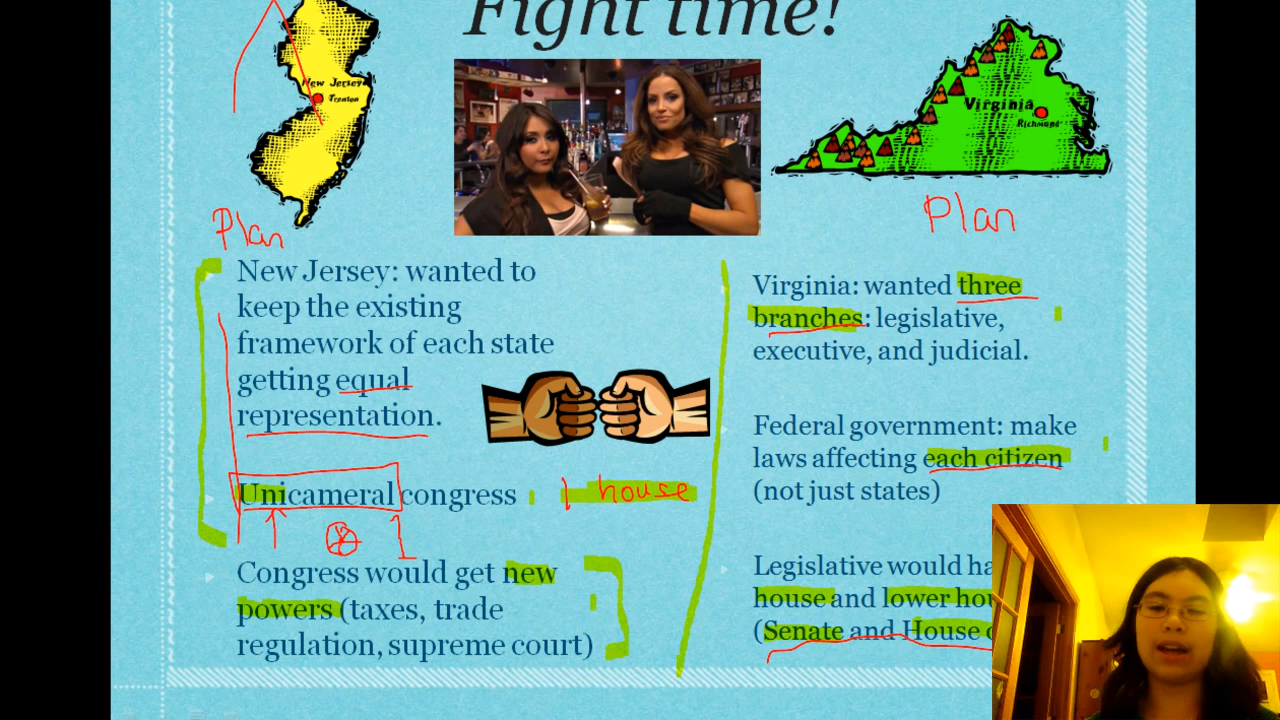 Fight time!
New Jersey
Trenton
Virginia
Richmond
Plan
Plan
New Jersey: wanted to
keep the existing
framework of each state
getting equal
representation.
Unicameral congress
1 house
1
Congress would get new
powers (taxes, trade
regulation, supreme court)
Virginia: wanted three
branches: legislative,
executive, and judicial.
Federal government: make
laws affecting each citizen
(not just states)
Legislative would
house and lower
(Senate and House